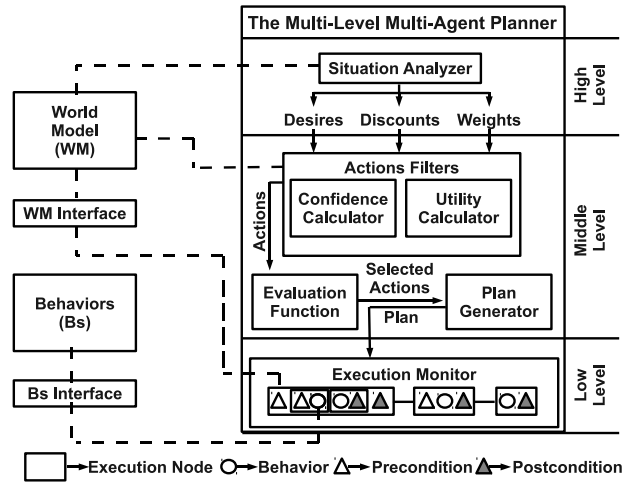 The Multi-Level Multi-Agent Planner
Situation Analyzer
High
Level
Desires Discounts Weights
World
Model
(WM)
Actions Filters
Confidence
Calculator
Utility
Calculator
WM Interface
Actions
Middle
Level
Behaviors
(Bs)
Evaluation
Function
Selected
Actions
Plan
Plan
Generator
Execution Monitor
Low
Level
Bs Interface
Execution Node Behavior Precondition Postcondition